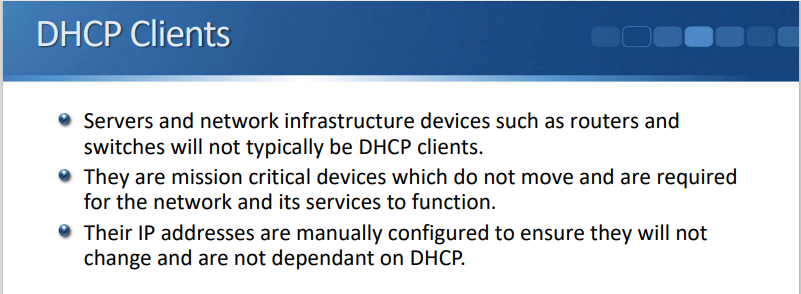 DHCP Clients
Servers and network infrastructure devices such as routers and
switches will not typically be DHCP clients.
They are mission critical devices which do not move and are required
for the network and its services to function.
Their IP addresses are manually configured to ensure they will not
change and are not dependant on DHCP.